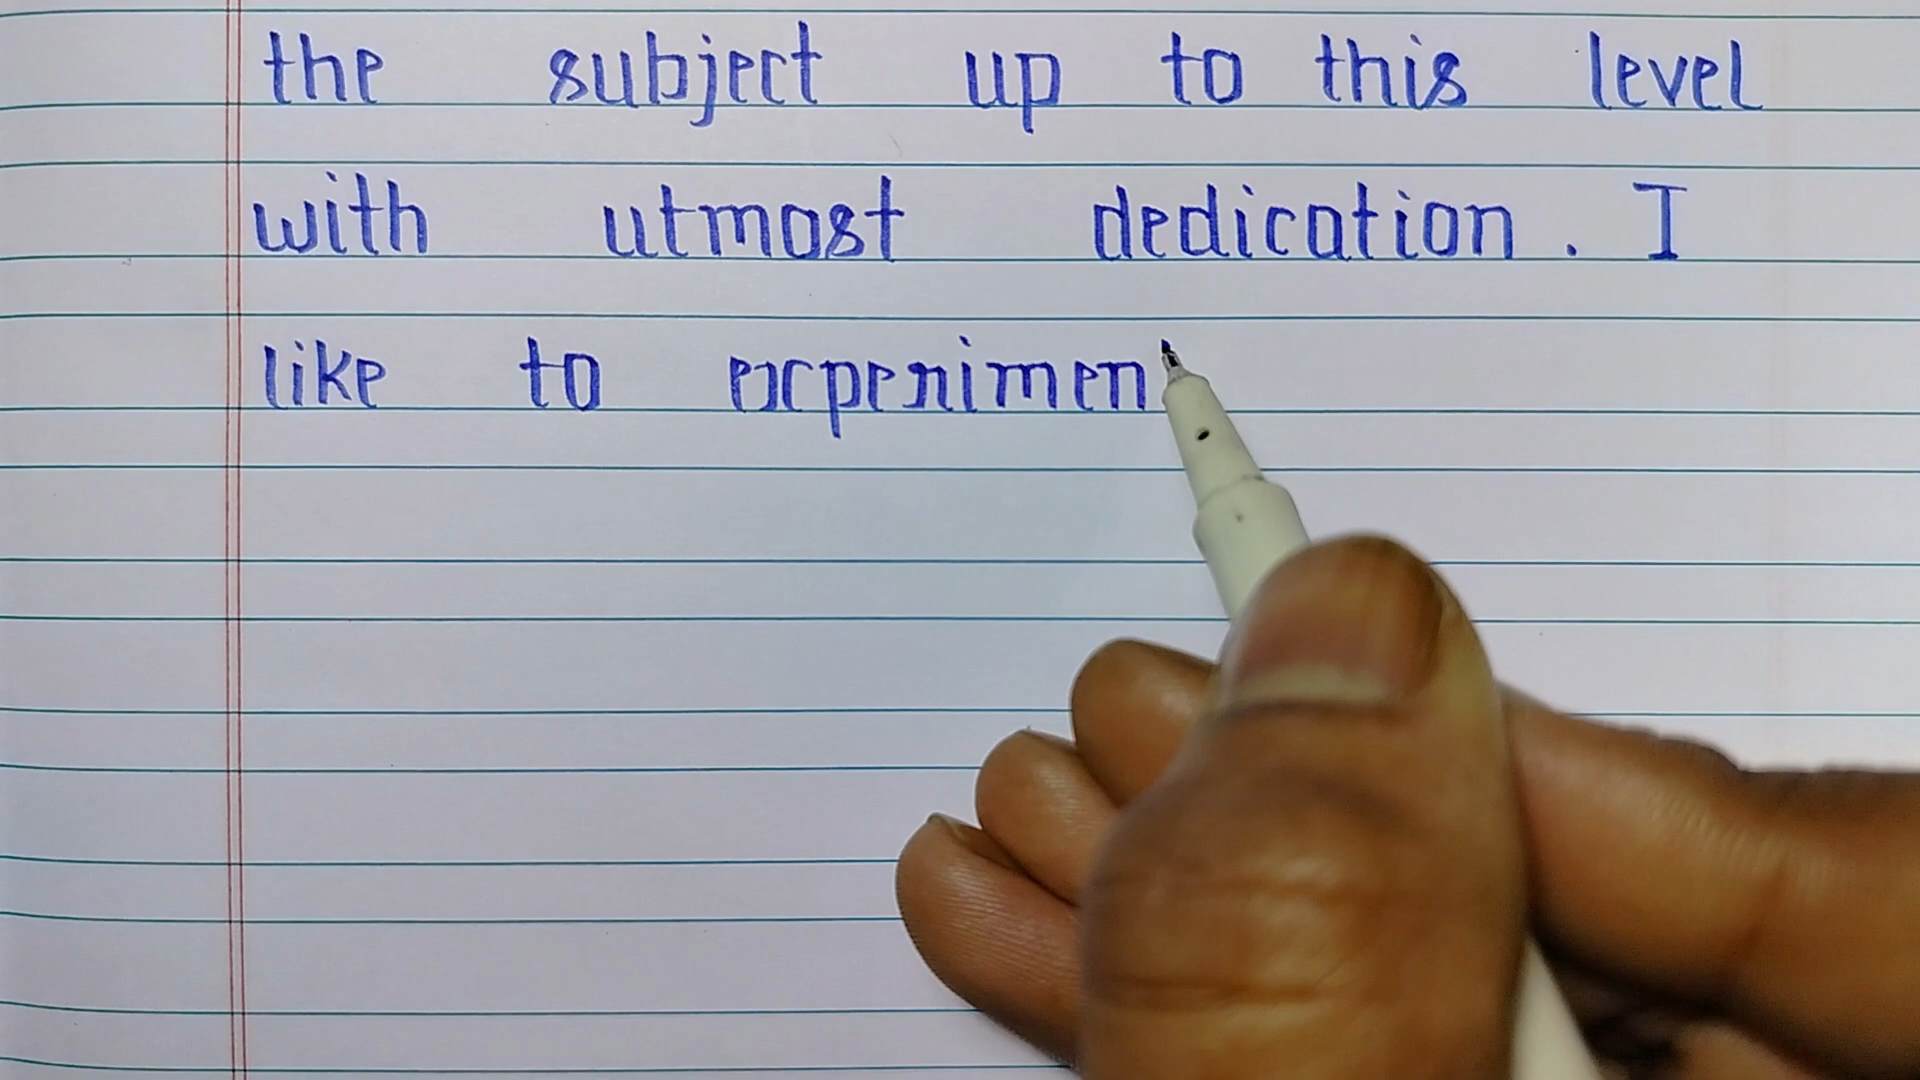 the subject up to this level
with utmost dedication. I
like to experimen